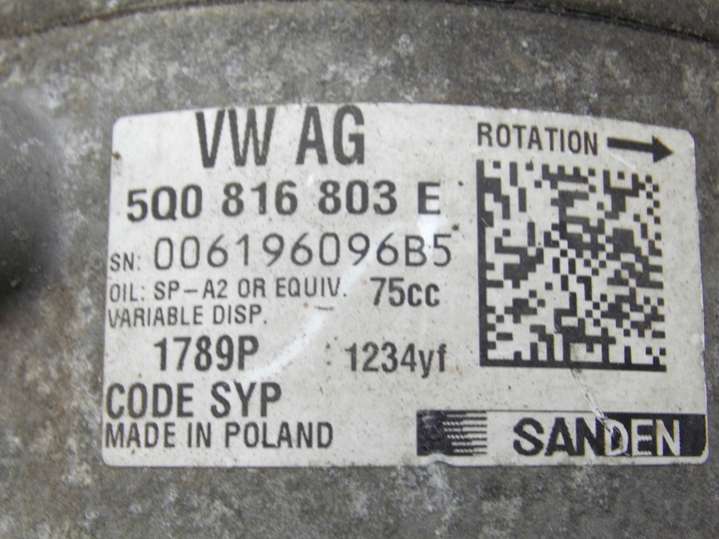 VW AG
ROTATION
5Q0 816 803 E
SN: 006196096B5
OIL: SP-A2 OR EQUIV. 75cc
VARIABLE DISP.
1789P 1234yf
CODE SYP
MADE IN POLAND
SANDEN